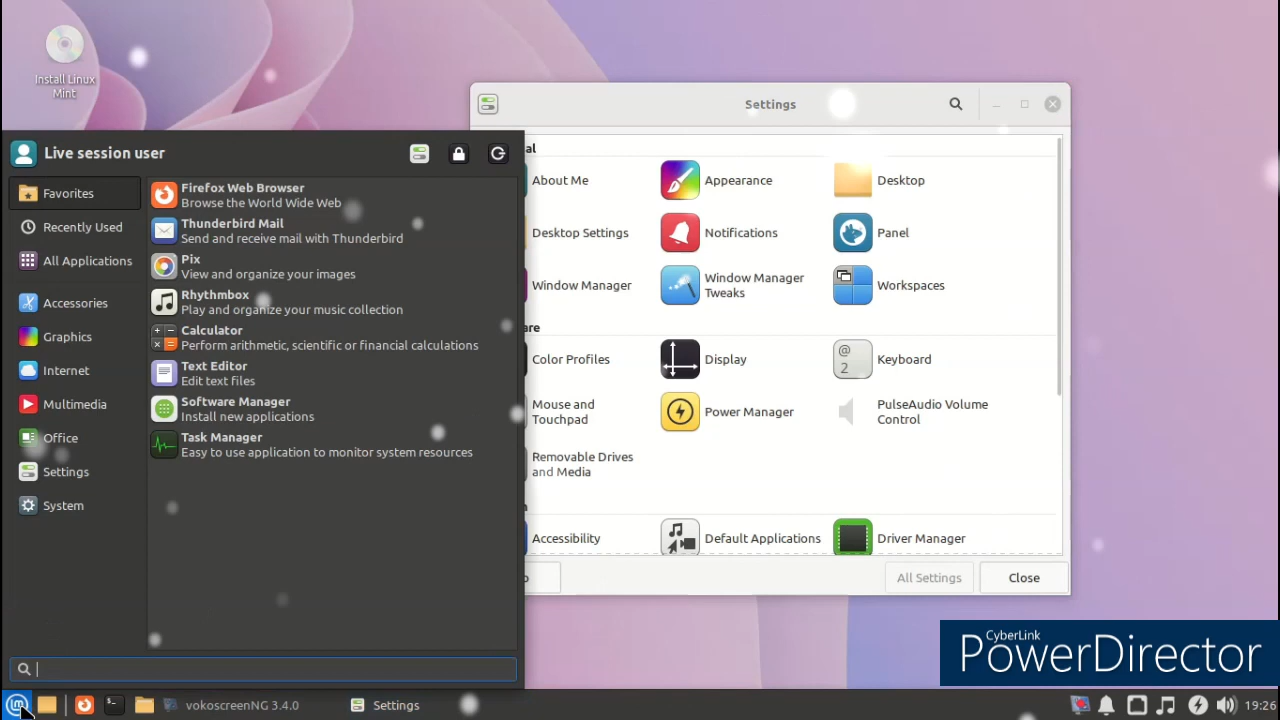 Install Linux
Mint
Settings
Live session user
Favorites
Recently Used
All Applications
Accessories
Graphics
Internet
Multimedia
Office
Settings
System
Firefox Web Browser
Browse the World Wide Web
Thunderbird Mail
Send and receive mail with Thunderbird
Pix
View and organize your images
Rhythmbox
Play and organize your music collection
Calculator
Perform arithmetic, scientific or financial calculations
Text Editor
Edit text files
Software Manager
Install new applications
Task Manager
Easy to use application to monitor system resources
al
About Me
Appearance
Desktop
Desktop Settings
Notifications
Panel
Window Manager
Window Manager
Tweaks
Workspaces
are
Color Profiles
Display
@
2
Keyboard
Mouse and
Touchpad
Power Manager
PulseAudio Volume
Control
Removable Drives
and Media
Accessibility
Default Applications
Driver Manager
All Settings
Close
CyberLink
PowerDirector
vokoscreenNG 3.4.0
Settings
19:26